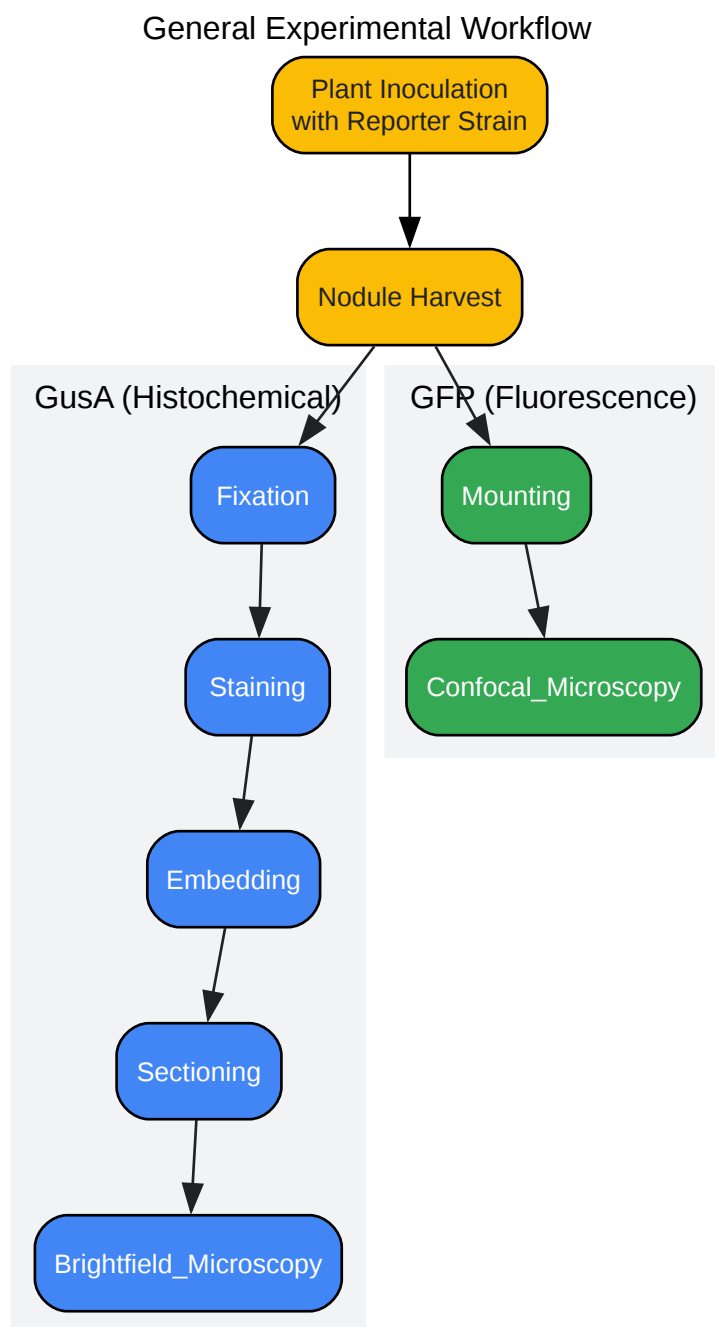 General Experimental Workflow
Plant Inoculation
with Reporter Strain
Nodule Harvest
GusA (Histochemical)
Fixation
Staining
Embedding
Sectioning
Brightfield_Microscopy
GFP (Fluorescence)
Mounting
Confocal_Microscopy